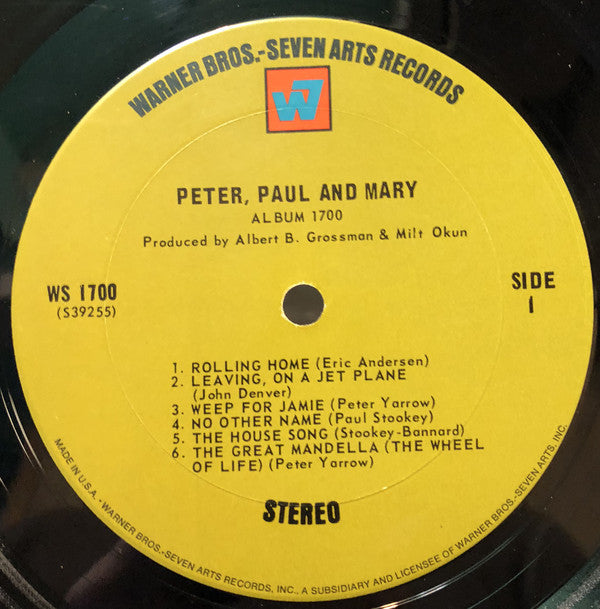 WARNER BROS.-SEVEN ARTS RECORDS
W7
PETER, PAUL AND MARY
ALBUM 1700
Produced by Albert B. Grossman & Milt Okun
WS 1700
(S39255)
SIDE
1
1. ROLLING HOME (Eric Andersen)
2. LEAVING, ON A JET PLANE
(John Denver)
3. WEEP FOR JAMIE (Peter Yarrow)
4. NO OTHER NAME (Paul Stookey)
5. THE HOUSE SONG (Stookey-Bannard)
6. THE GREAT MANDELLA (THE WHEEL
OF LIFE) (Peter Yarrow)
STEREO
MADE IN U.S.A. - WARNER BROS.-SEVEN ARTS RECORDS, INC., A SUBSIDIARY AND LICENSEE OF WARNER BROS.-SEVEN ARTS, INC.